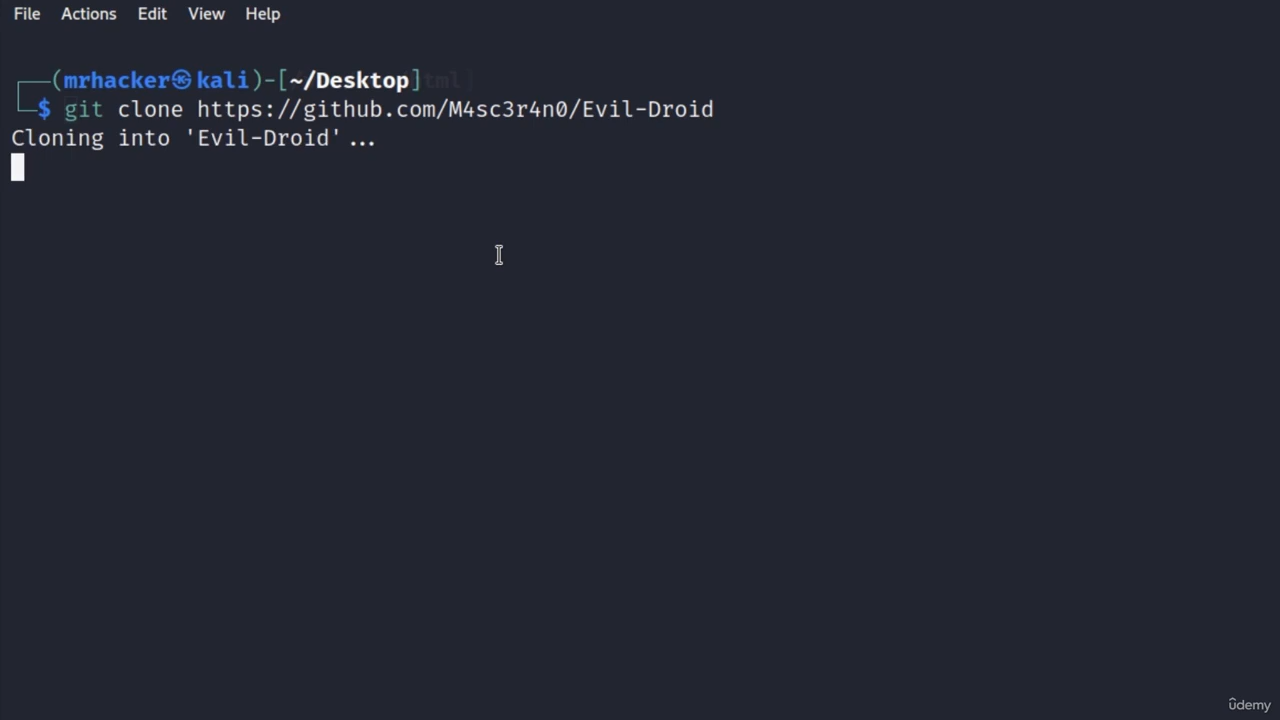 File Actions Edit View Help
(mrhacker㉿kali)-[~/Desktop]
$ git clone https://github.com/M4sc3r4n0/Evil-Droid
Cloning into 'Evil-Droid'...
ûdemy